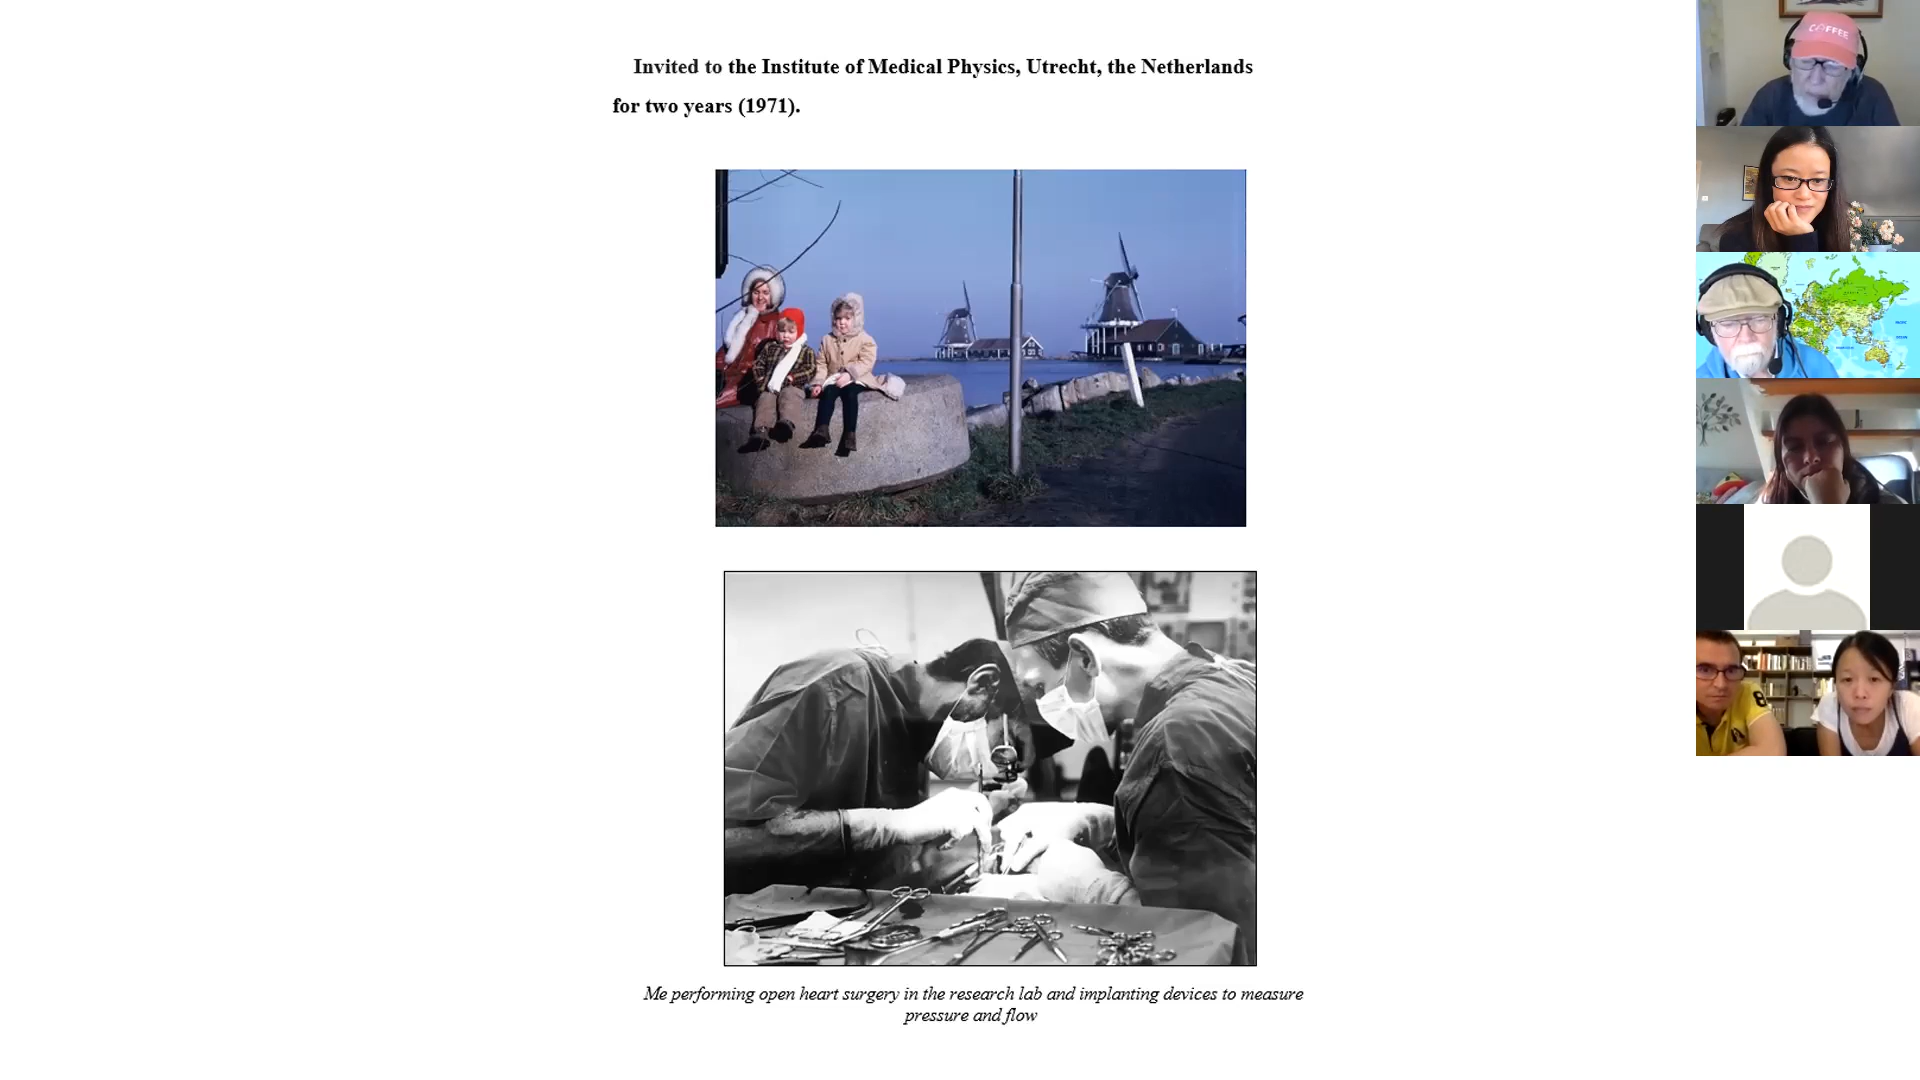 Invited to the Institute of Medical Physics, Utrecht, the Netherlands
for two years (1971).
Me performing open heart surgery in the research lab and implanting devices to measure
pressure and flow
COFFEE